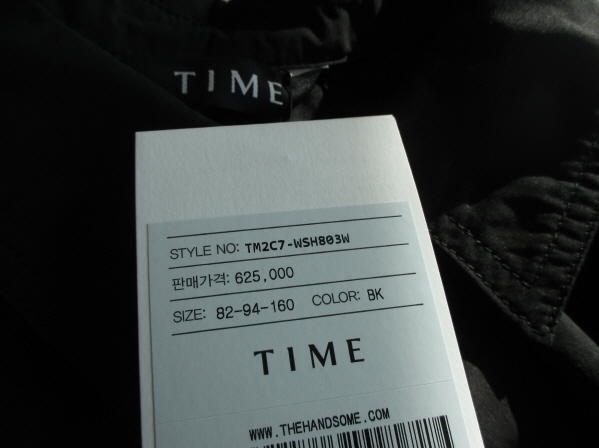 TIME
STYLE NO: TM2C7-WSH803W
판매가격: 625,000
SIZE: 82-94-160 COLOR: BK
TIME
WWW.THEHANDSOME.COM